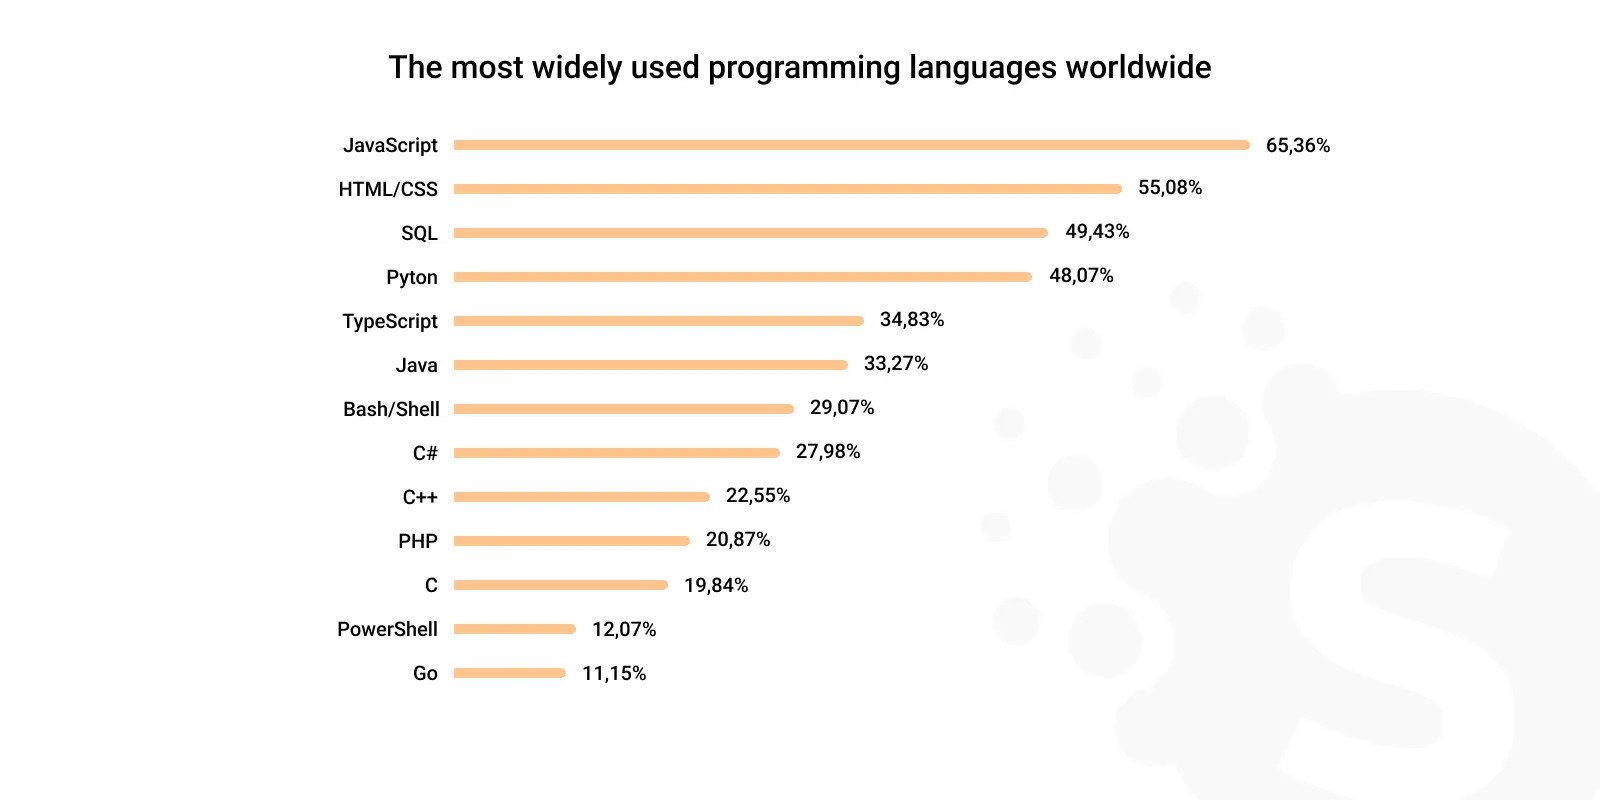 The most widely used programming languages worldwide
JavaScript 65,36%
HTML/CSS 55,08%
SQL 49,43%
Pyton 48,07%
TypeScript 34,83%
Java 33,27%
Bash/Shell 29,07%
C# 27,98%
C++ 22,55%
PHP 20,87%
C 19,84%
PowerShell 12,07%
Go 11,15%
S